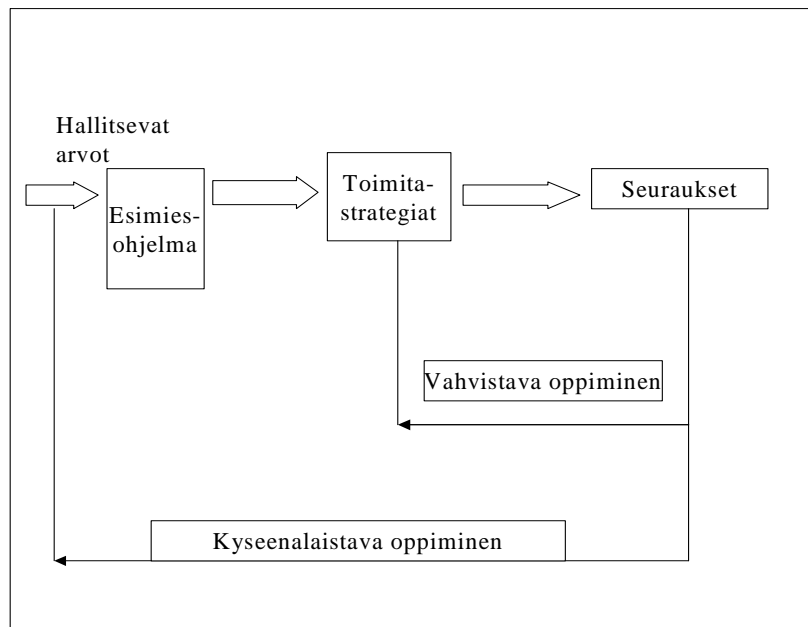 Hallitsevat
arvot
Esimies-
ohjelma
Toimita-
strategiat
Seuraukset
Vahvistava oppiminen
Kyseenalaistava oppiminen